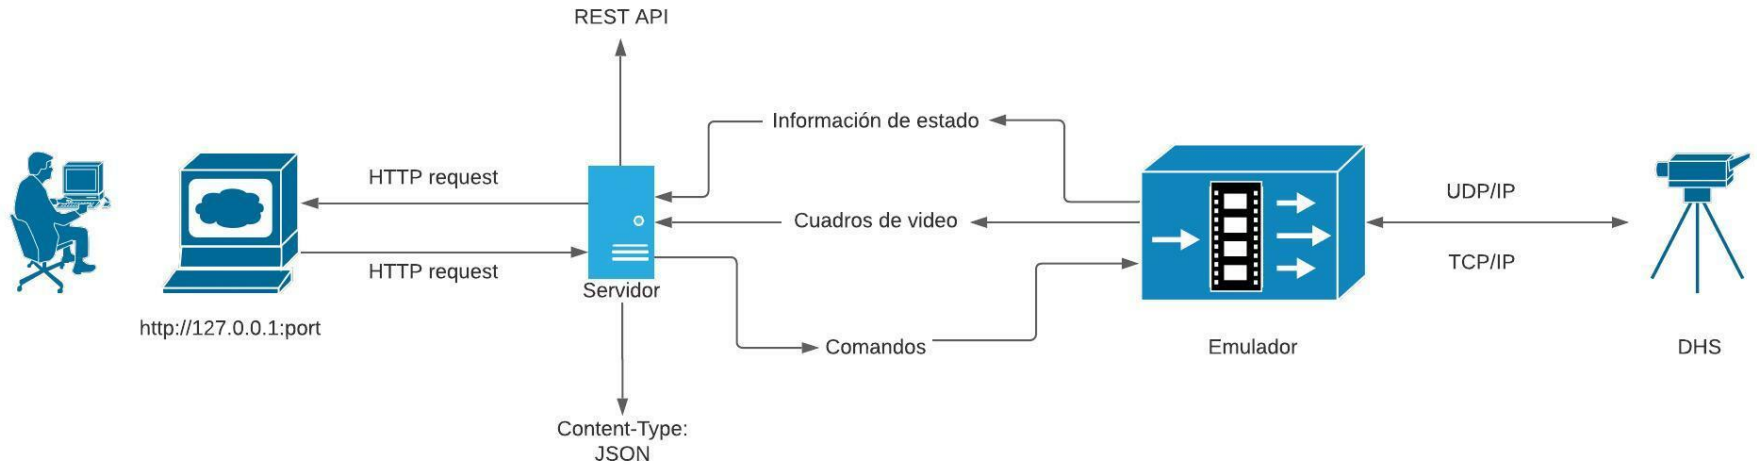 REST API
Información de estado
HTTP request
Cuadros de video
UDP/IP
HTTP request
TCP/IP
Servidor
http://127.0.0.1:port
Comandos
Emulador
DHS
Content-Type:
JSON